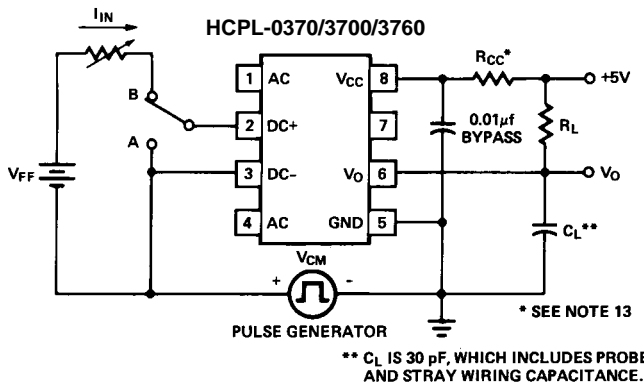 I_IN
HCPL-0370/3700/3760
R_CC*
1 AC
V_CC 8
+5V
B
2 DC+
7
0.01μf
BYPASS
R_L
A
V_FF
3 DC–
V_O 6
V_O
4 AC
GND 5
C_L**
V_CM
+ –
PULSE GENERATOR
* SEE NOTE 13
** C_L IS 30 pF, WHICH INCLUDES PROBE
AND STRAY WIRING CAPACITANCE.